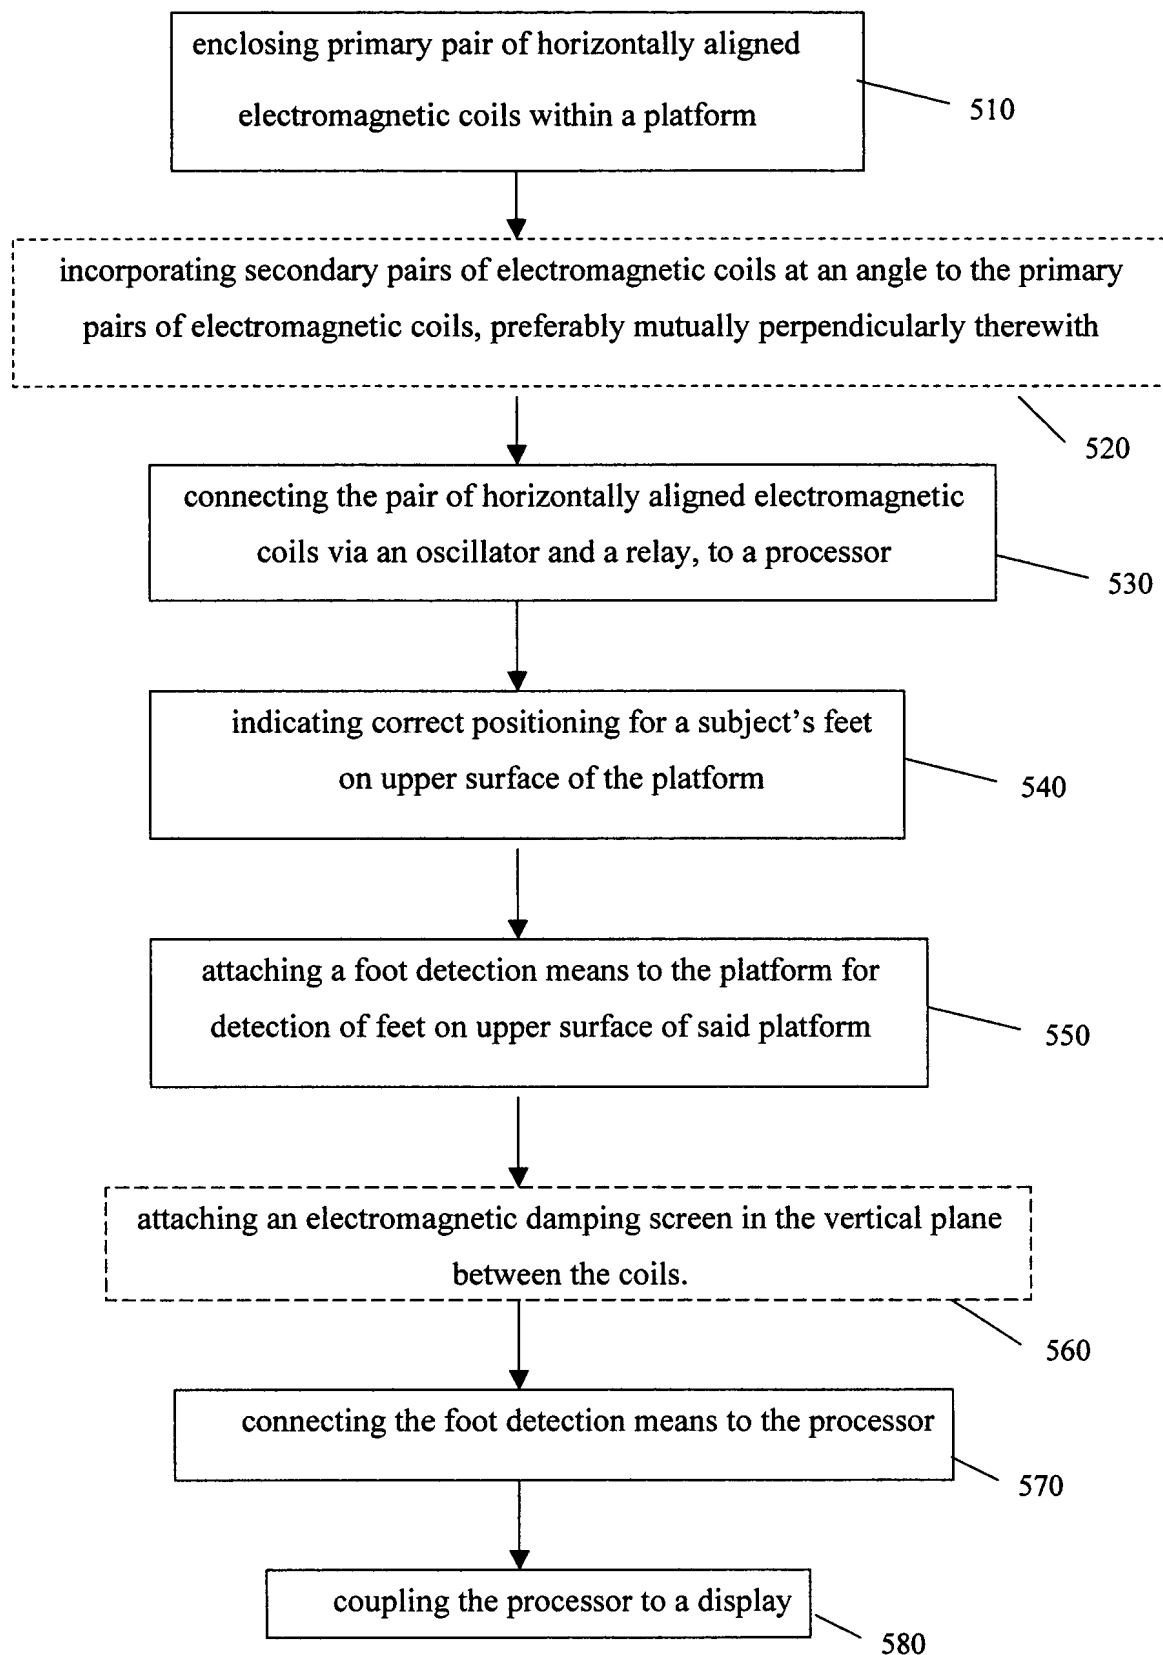 enclosing primary pair of horizontally aligned
electromagnetic coils within a platform
510
incorporating secondary pairs of electromagnetic coils at an angle to the primary
pairs of electromagnetic coils, preferably mutually perpendicularly therewith
520
connecting the pair of horizontally aligned electromagnetic
coils via an oscillator and a relay, to a processor
530
indicating correct positioning for a subject's feet
on upper surface of the platform
540
attaching a foot detection means to the platform for
detection of feet on upper surface of said platform
550
attaching an electromagnetic damping screen in the vertical plane
between the coils.
560
connecting the foot detection means to the processor
570
coupling the processor to a display
580